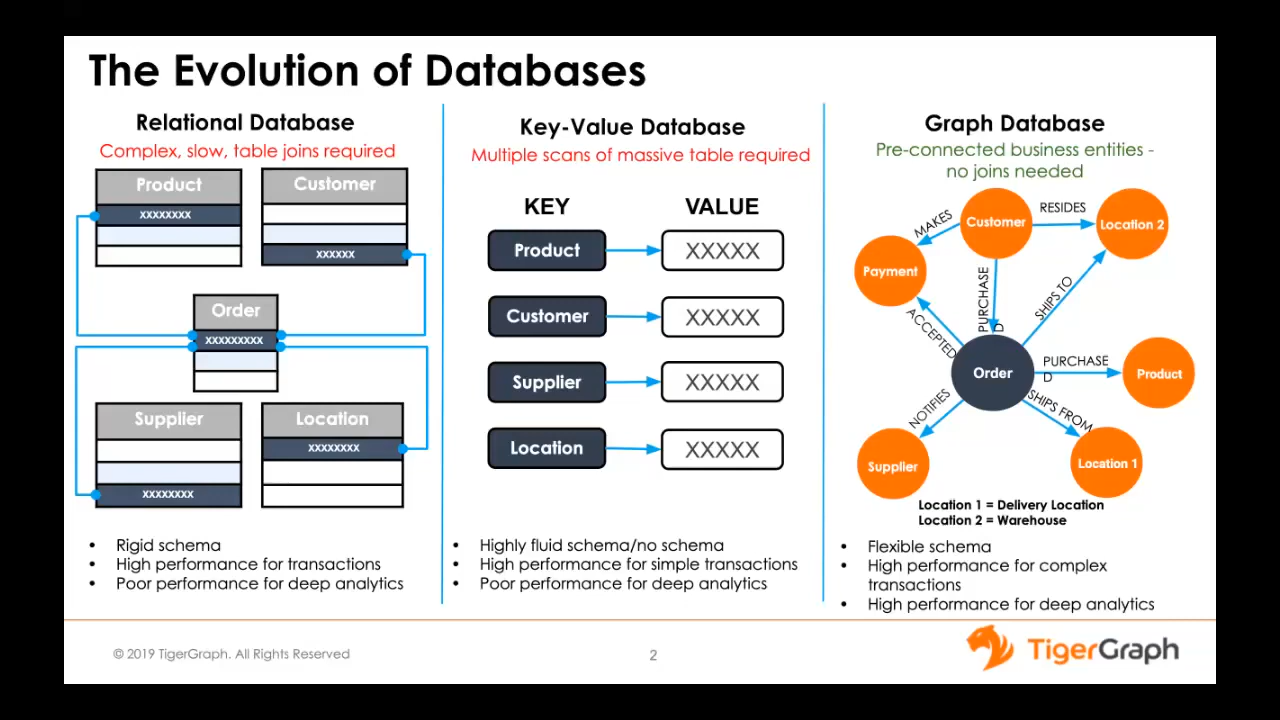 The Evolution of Databases
Relational Database
Complex, slow, table joins required
Product
xxxxxxxx
Customer
xxxxxx
Order
xxxxxxxxx
Supplier
xxxxxxxx
Location
xxxxxxxx
• Rigid schema
• High performance for transactions
• Poor performance for deep analytics
Key-Value Database
Multiple scans of massive table required
KEY VALUE
Product XXXXX
Customer XXXXX
Supplier XXXXX
Location XXXXX
• Highly fluid schema/no schema
• High performance for simple transactions
• Poor performance for deep analytics
Graph Database
Pre-connected business entities -
no joins needed
Customer
RESIDES
Location 2
MAKES
Payment
PURCHASE
D
SHIPS TO
ACCEPTED
Order
PURCHASE
D
Product
NOTIFIES
SHIPS FROM
Supplier
Location 1
Location 1 = Delivery Location
Location 2 = Warehouse
• Flexible schema
• High performance for complex
transactions
• High performance for deep analytics
© 2019 TigerGraph. All Rights Reserved
2
TigerGraph